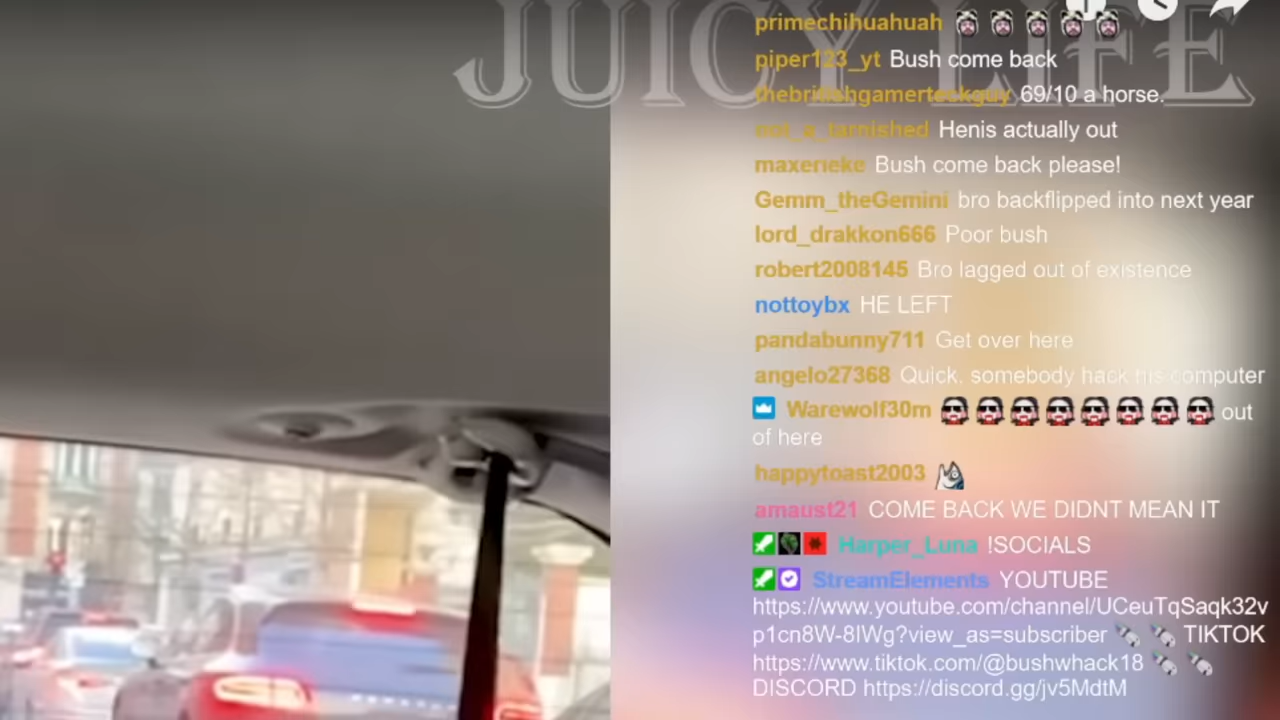 JUICY LIFE
primechihuahuah
piper123_yt Bush come back
thebritishgamerteckguy 69/10 a horse.
not_a_tarnished Henis actually out
maxerieke Bush come back please!
Gemm_theGemini bro backflipped into next year
lord_drakkon666 Poor bush
robert2008145 Bro lagged out of existence
nottoybx HE LEFT
pandabunny711 Get over here
angelo27368 Quick. somebody hack his computer
Warewolf30m out
of here
happytoast2003
amaust21 COME BACK WE DIDNT MEAN IT
Harper_Luna !SOCIALS
StreamElements YOUTUBE
https://www.youtube.com/channel/UCeuTqSaqk32v
p1cn8W-8lWg?view_as=subscriber TIKTOK
https://www.tiktok.com/@bushwhack18
DISCORD https://discord.gg/jv5MdtM